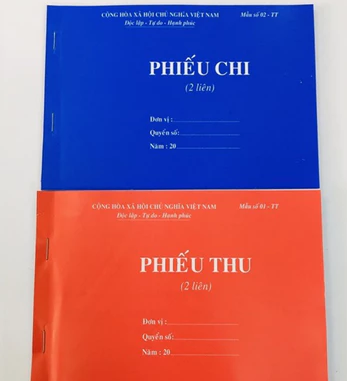 CỘNG HÒA XÃ HỘI CHỦ NGHĨA VIỆT NAM Mẫu số 02 - TT
Độc lập - Tự do - Hạnh phúc
PHIẾU CHI
(2 liên)
Đơn vị :
Quyển số:
Năm : 20
CỘNG HÒA XÃ HỘI CHỦ NGHĨA VIỆT NAM Mẫu số 01 - TT
Độc lập - Tự do - Hạnh phúc
PHIẾU THU
(2 liên)
Đơn vị :
Quyển số:
Năm : 20